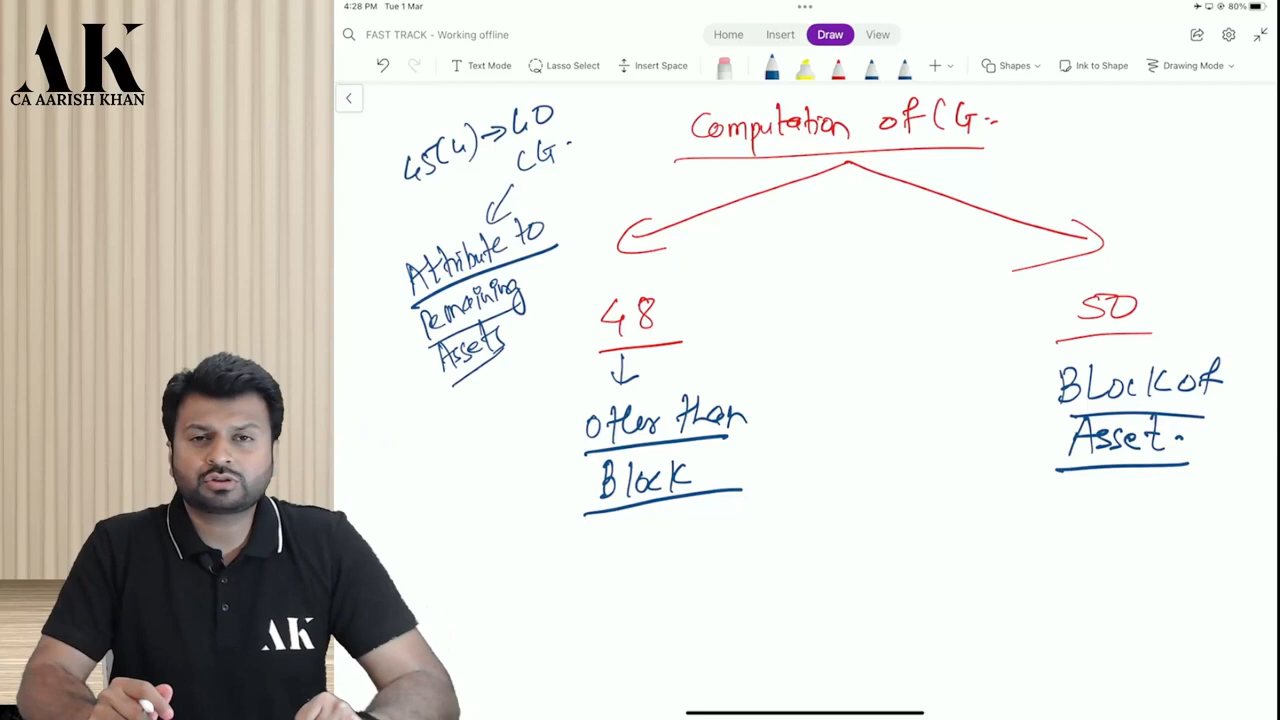 4:28 PM Tue 1 Mar
80%
AK
CA AARISH KHAN
FAST TRACK - Working offline
Home Insert Draw View
Text Mode Lasso Select Insert Space Shapes Ink to Shape Drawing Mode
Computation of CG.
45(4) → 40
CG.
Attribute to
Remaining
Assets
48
Other than
Block
50
Block of
Asset.
AK